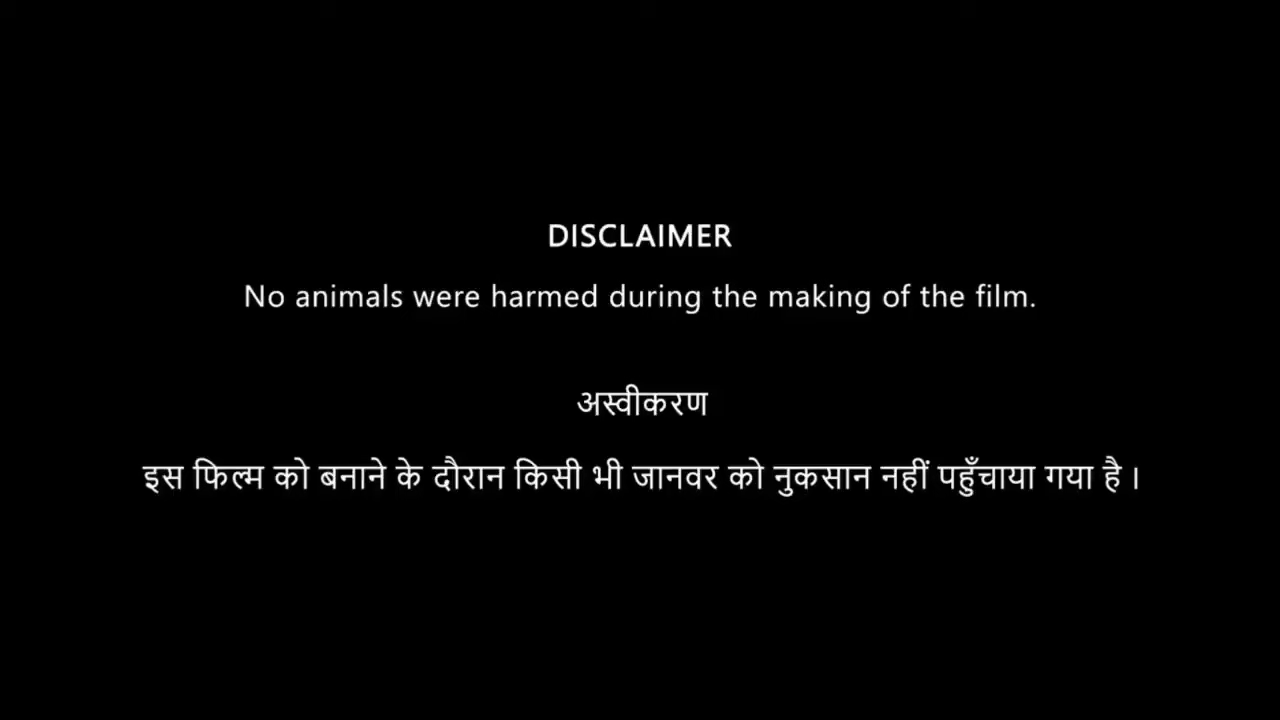 DISCLAIMER
No animals were harmed during the making of the film.
अस्वीकरण
इस फिल्म को बनाने के दौरान किसी भी जानवर को नुकसान नहीं पहुँचाया गया है ।